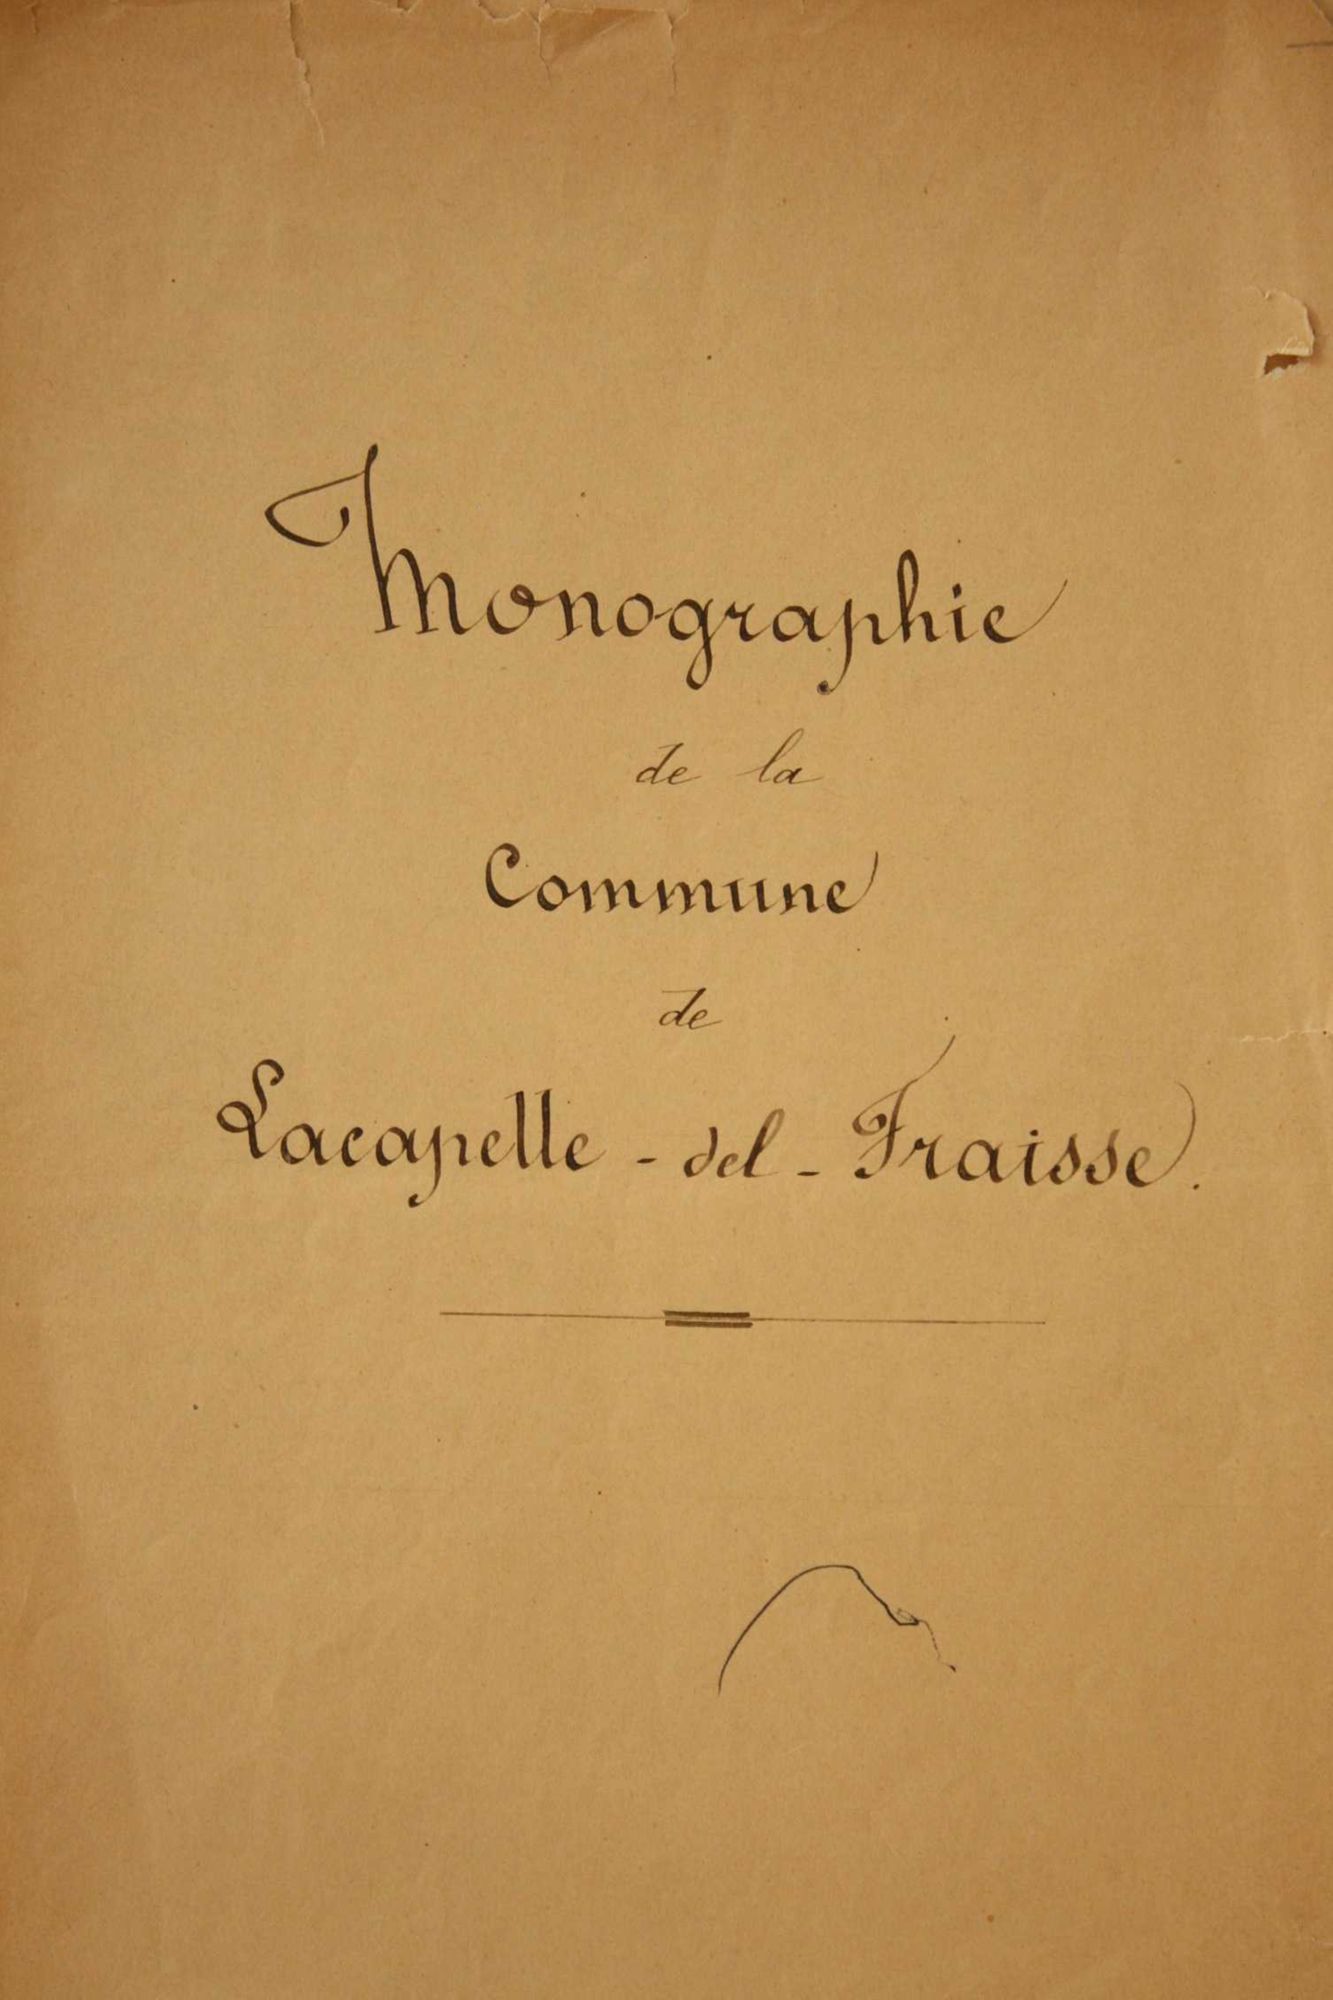 Monographie
de la
Commune
de
Lacapelle - del - Fraisse.